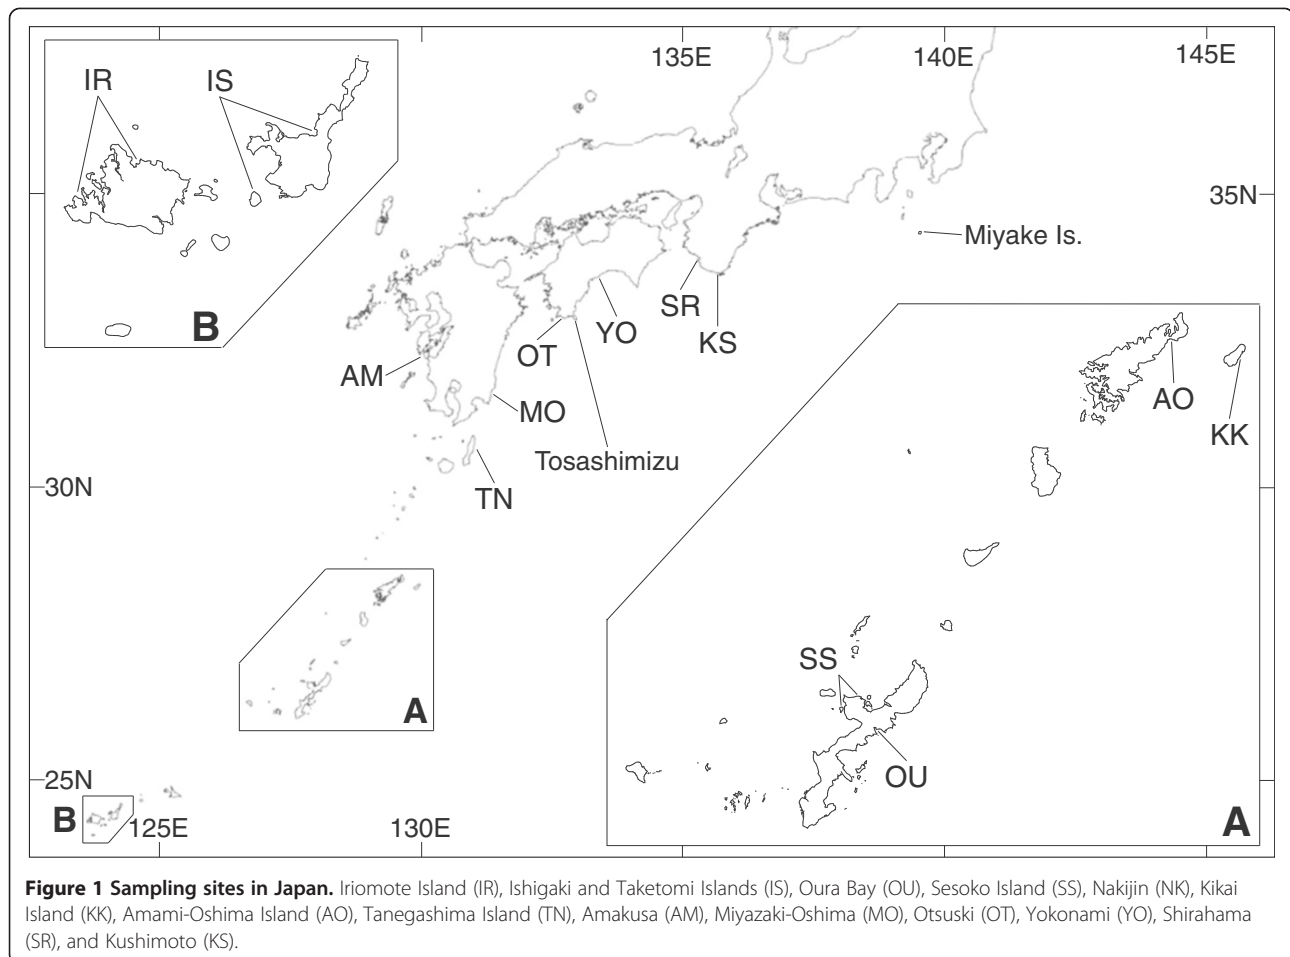 135E
140E
145E
IR
IS
35N
Miyake Is.
B
SR
YO
KS
OT
AM
MO
AO
KK
Tosashimizu
30N
TN
SS
A
OU
25N
B
125E
130E
A
Figure 1 Sampling sites in Japan. Iriomote Island (IR), Ishigaki and Taketomi Islands (IS), Oura Bay (OU), Sesoko Island (SS), Nakijin (NK), Kikai
Island (KK), Amami-Oshima Island (AO), Tanegashima Island (TN), Amakusa (AM), Miyazaki-Oshima (MO), Otsuski (OT), Yokonami (YO), Shirahama
(SR), and Kushimoto (KS).